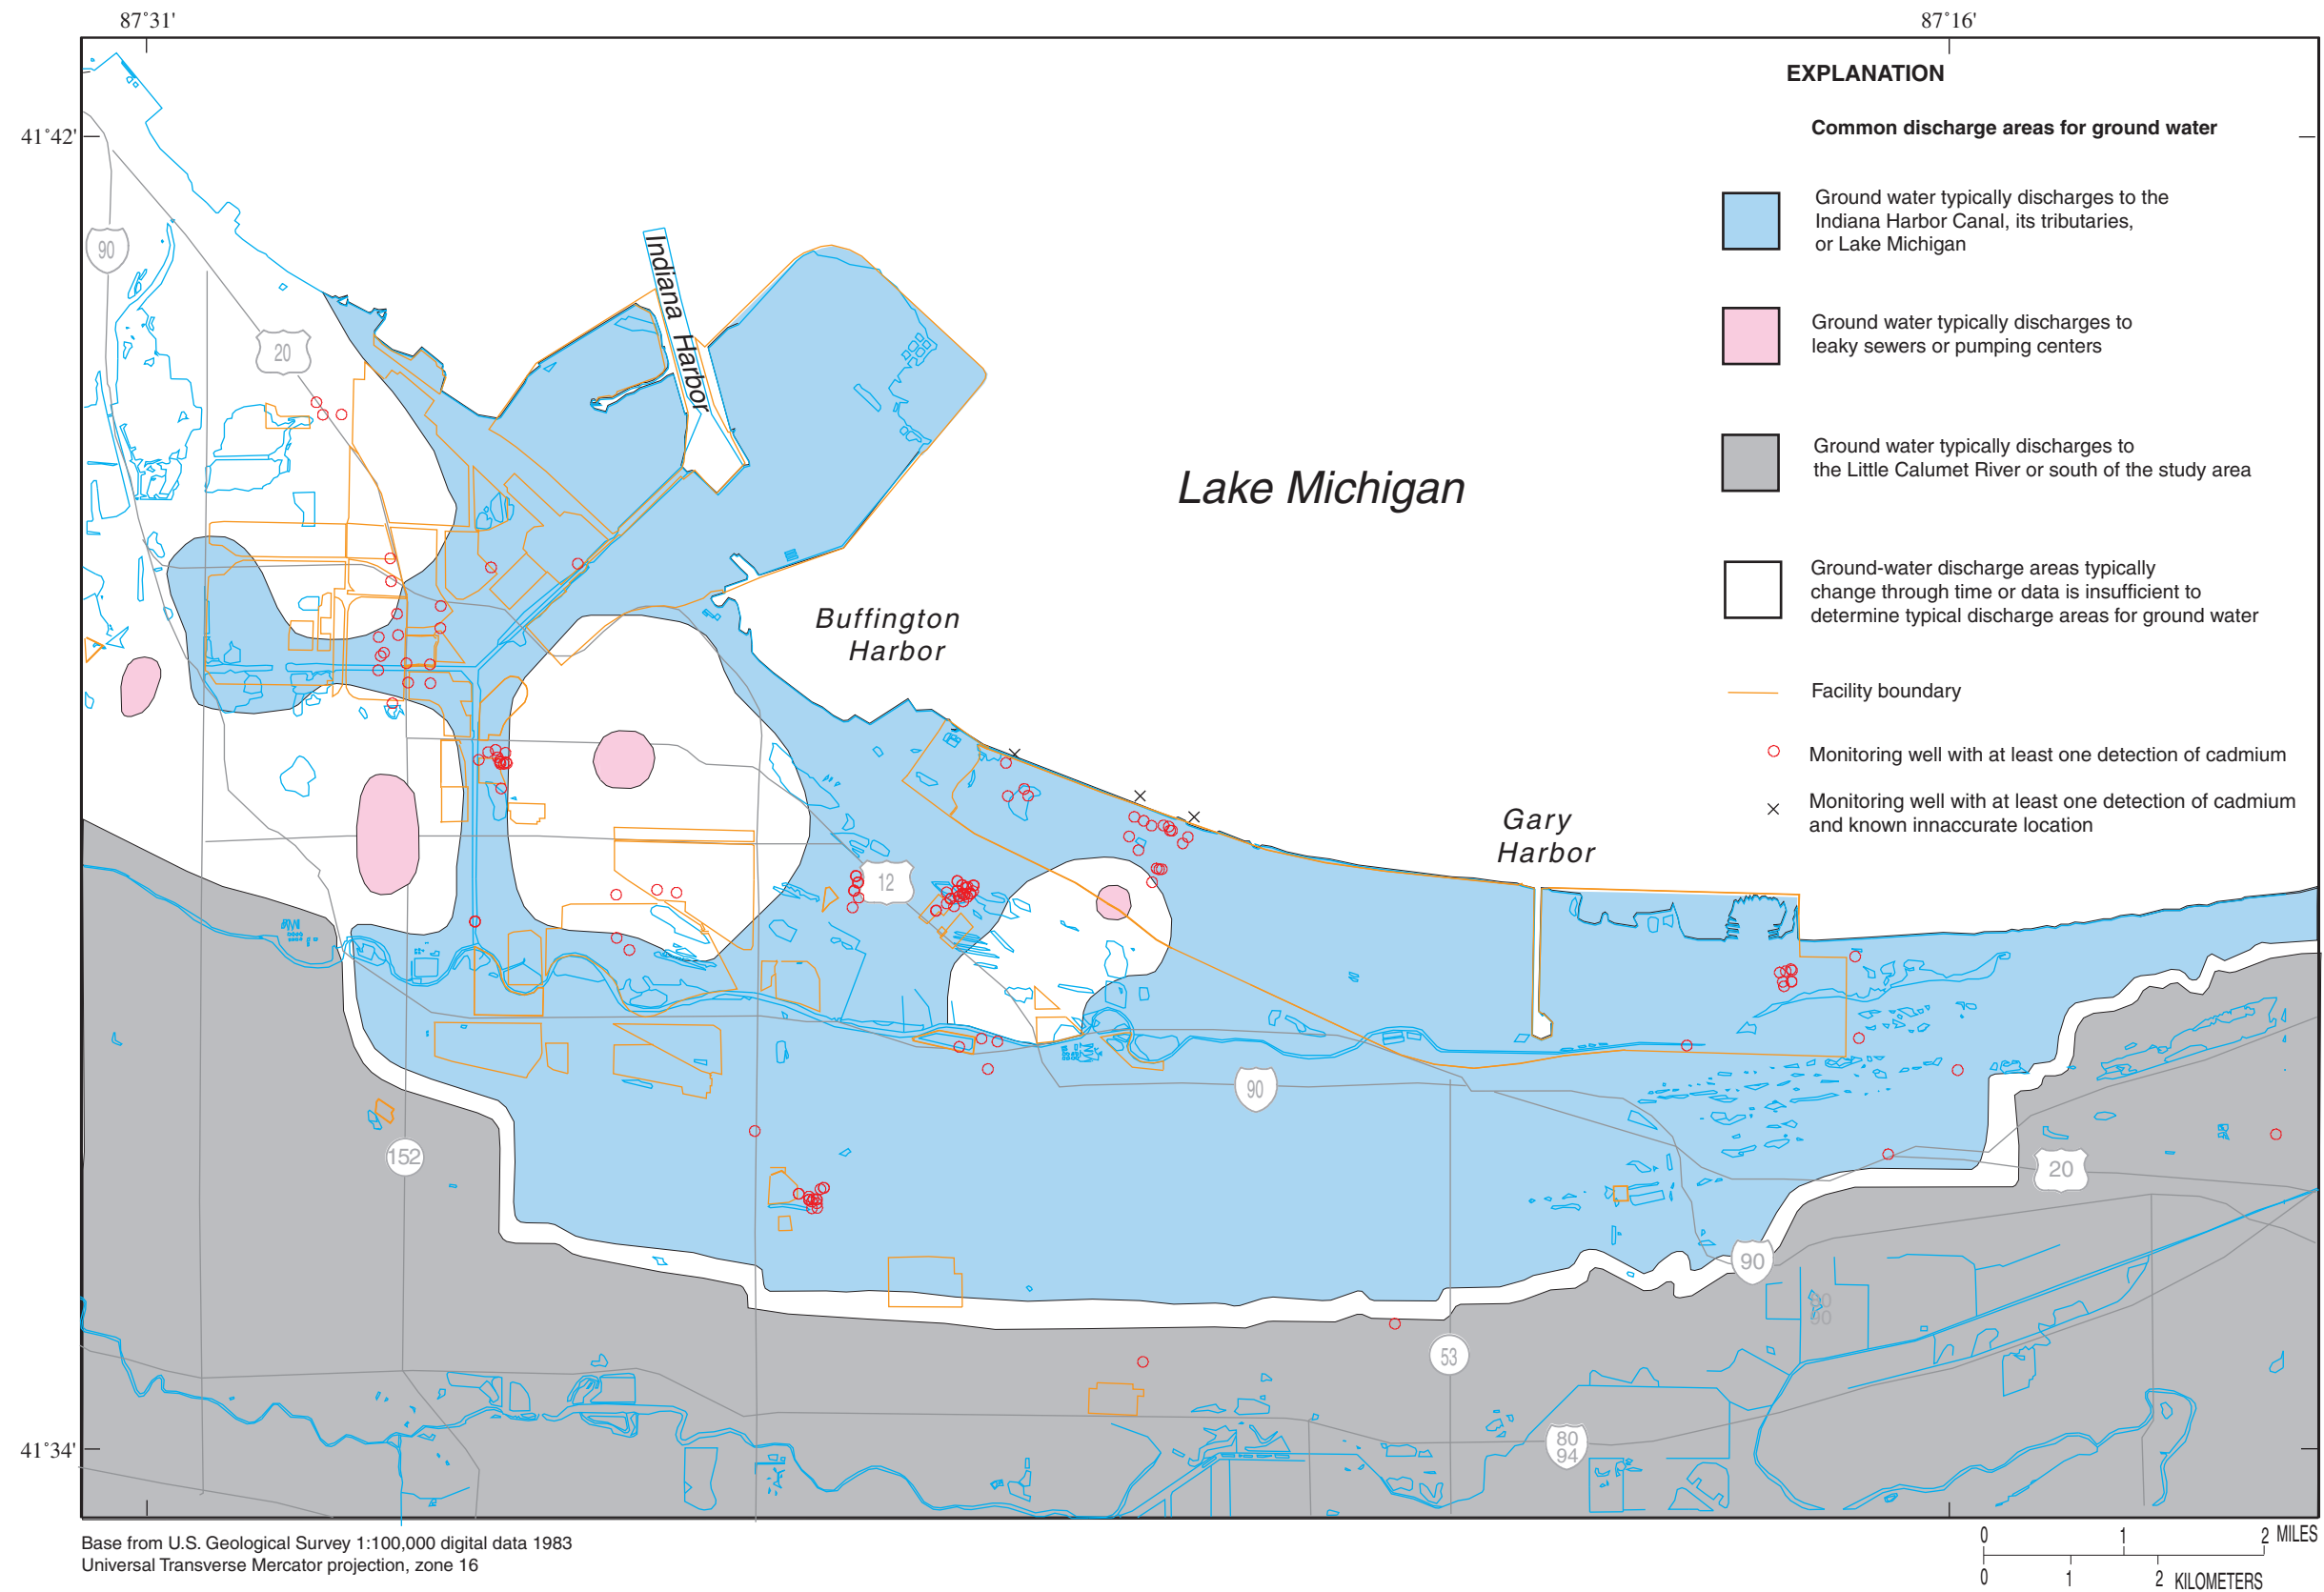 87˚31'
87˚16'
41˚42'
EXPLANATION
Common discharge areas for ground water
Ground water typically discharges to the
Indiana Harbor Canal, its tributaries,
or Lake Michigan
Ground water typically discharges to
leaky sewers or pumping centers
Ground water typically discharges to
the Little Calumet River or south of the study area
Ground-water discharge areas typically
change through time or data is insufficient to
determine typical discharge areas for ground water
Facility boundary
Monitoring well with at least one detection of cadmium
Monitoring well with at least one detection of cadmium
and known innaccurate location
90
20
Indiana Harbor
Lake Michigan
Buffington
Harbor
Gary
Harbor
12
90
152
20
90
90
90
53
80
94
41˚34'
Base from U.S. Geological Survey 1:100,000 digital data 1983
Universal Transverse Mercator projection, zone 16
0 1 2 MILES
0 1 2 KILOMETERS